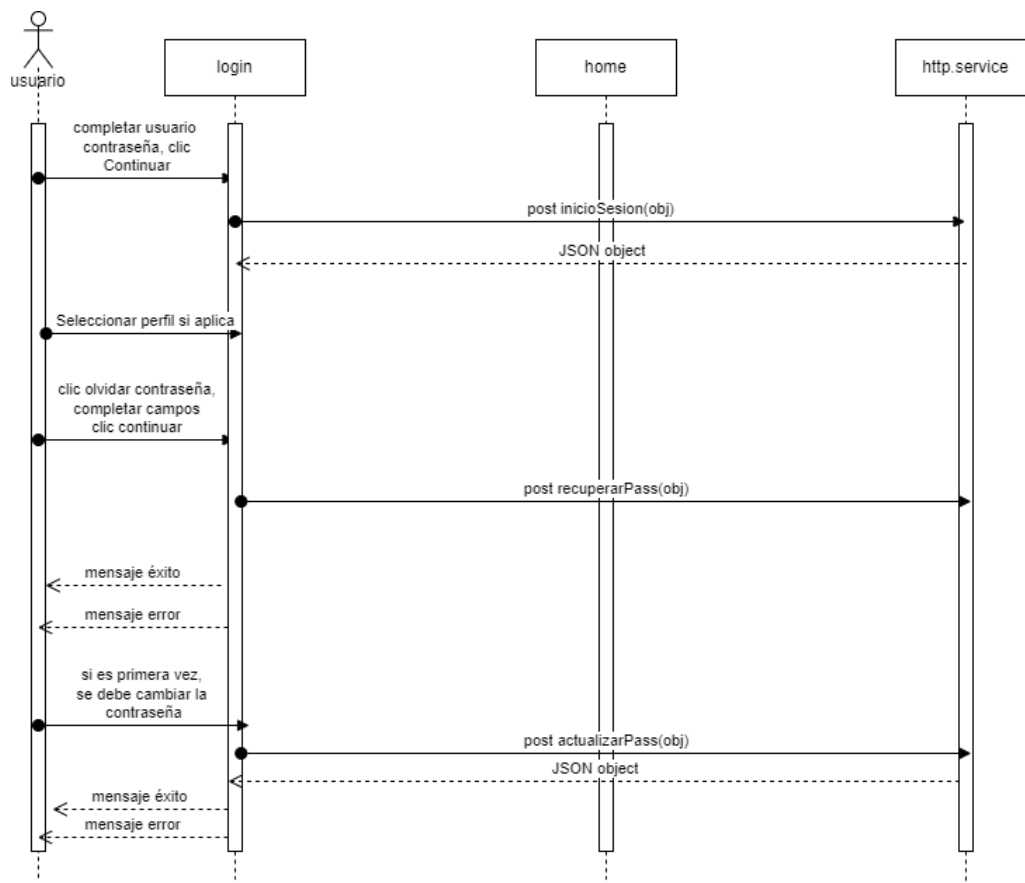 usuario
login
home
http.service
completar usuario
contraseña, clic
Continuar
post inicioSesion(obj)
JSON object
Seleccionar perfil si aplica
clic olvidar contraseña,
completar campos
clic continuar
post recuperarPass(obj)
mensaje éxito
mensaje error
si es primera vez,
se debe cambiar la
contraseña
post actualizarPass(obj)
JSON object
mensaje éxito
mensaje error